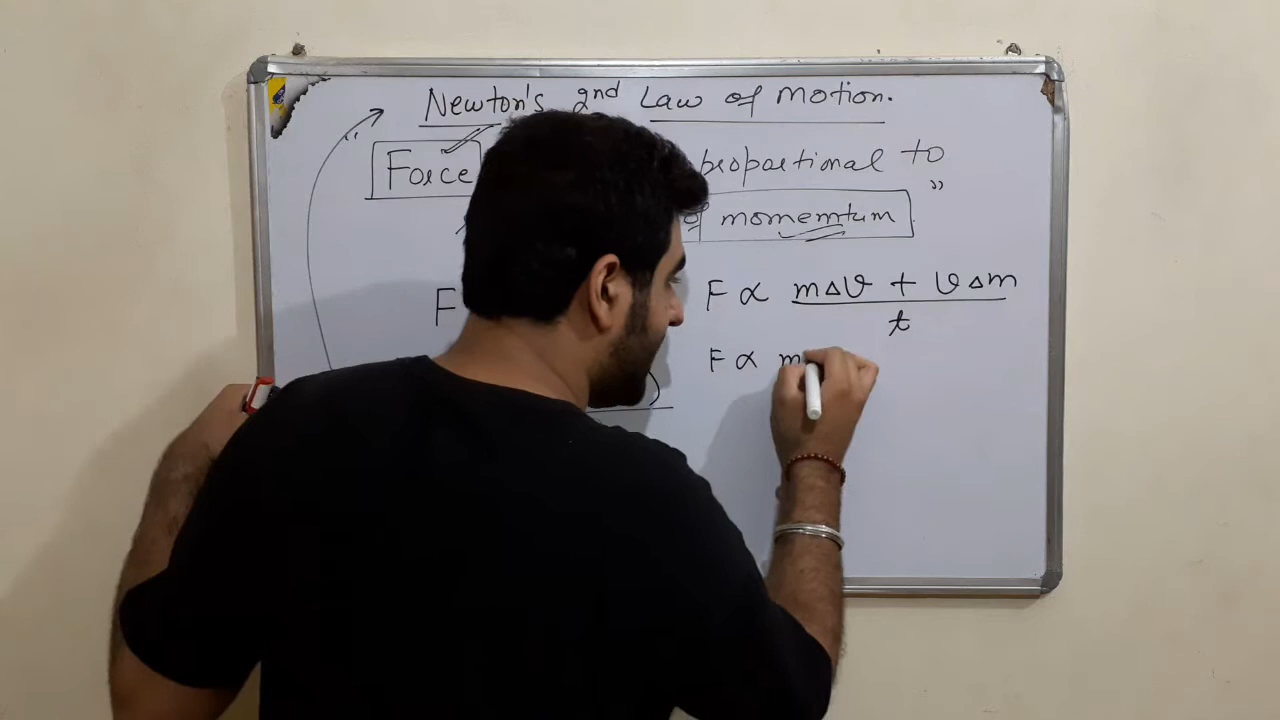 Newton's 2nd Law of motion.
" Force proportional to
of momemtum "
F
F ∝ mΔv + vΔm
t
F ∝ m
)